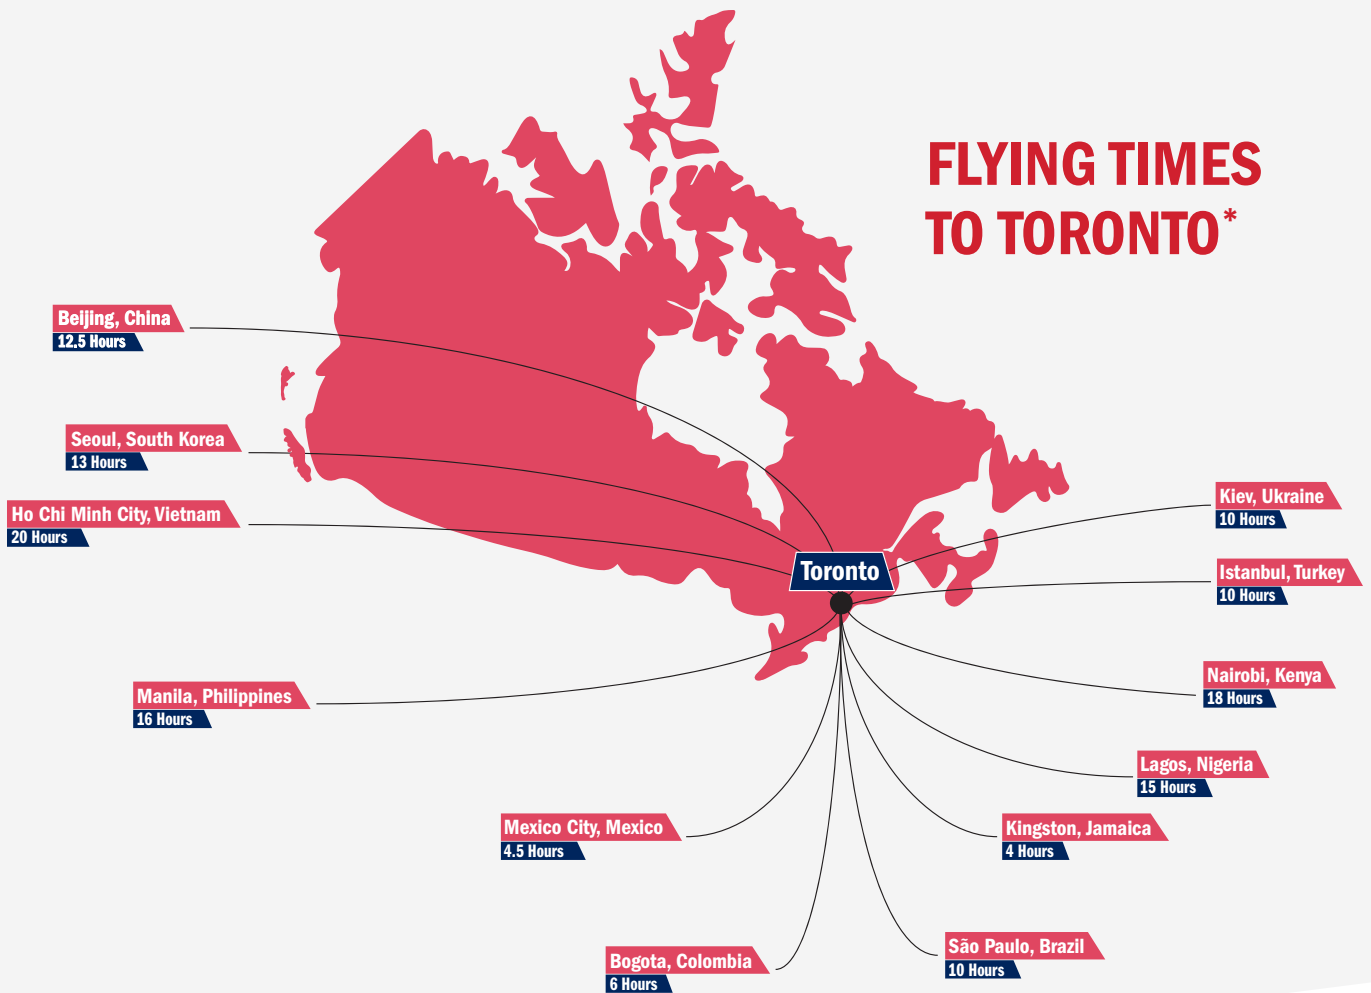 FLYING TIMES
TO TORONTO*
Beijing, China
12.5 Hours
Seoul, South Korea
13 Hours
Ho Chi Minh City, Vietnam
20 Hours
Kiev, Ukraine
10 Hours
Toronto
Istanbul, Turkey
10 Hours
Manila, Philippines
16 Hours
Nairobi, Kenya
18 Hours
Lagos, Nigeria
15 Hours
Mexico City, Mexico
4.5 Hours
Kingston, Jamaica
4 Hours
Bogota, Colombia
6 Hours
São Paulo, Brazil
10 Hours